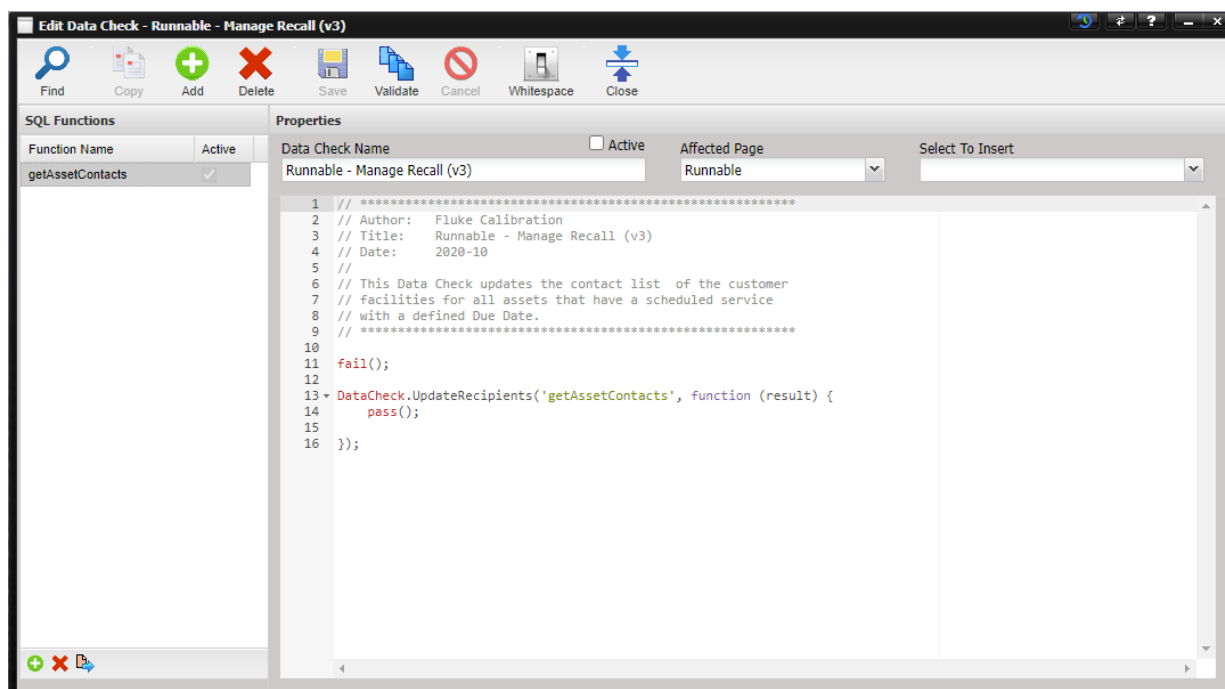 Edit Data Check - Runnable - Manage Recall (v3)
Find Copy Add Delete Save Validate Cancel Whitespace Close
SQL Functions
Function Name Active
getAssetContacts
Properties
Data Check Name Active Affected Page Select To Insert
Runnable - Manage Recall (v3) Runnable
1 // **********************************************************
2 // Author:   Fluke Calibration
3 // Title:    Runnable - Manage Recall (v3)
4 // Date:     2020-10
5 //
6 // This Data Check updates the contact list  of the customer
7 // facilities for all assets that have a scheduled service
8 // with a defined Due Date.
9 // **********************************************************
10
11 fail();
12
13 DataCheck.UpdateRecipients('getAssetContacts', function (result) {
14     pass();
15
16 });